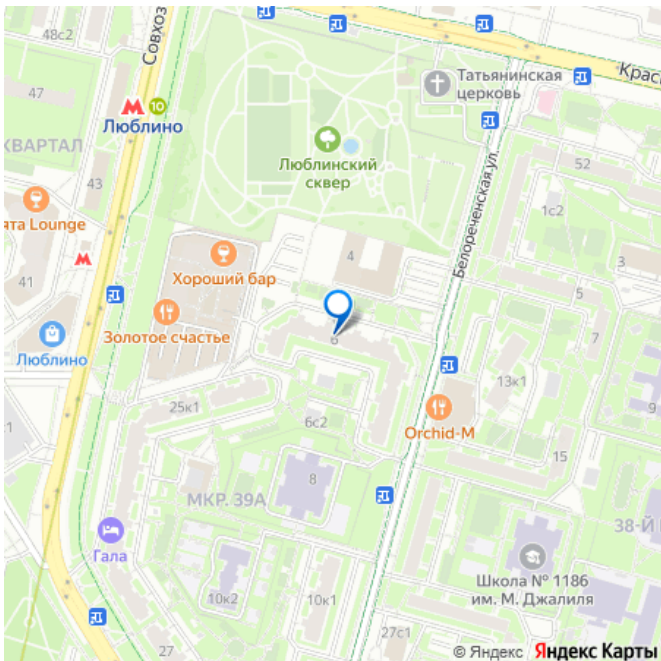 48с2
Совхоз
47
М 10
Люблино
КВАРТАЛ
43
Татьянинская
церковь
Крас
Люблинский
сквер
52
Белореченская ул.
1с2
ята Lounge
41
М
Хороший бар
4
3
5
Золотое счастье
Люблино
6
7
13к1
9
25к1
6с2
Orchid-М
15
8
МКР. 39А
38-Й
Гала
10к2
10к1
Школа № 1186
им. М. Джалиля
27
27с1
© Яндекс Яндекс Карты